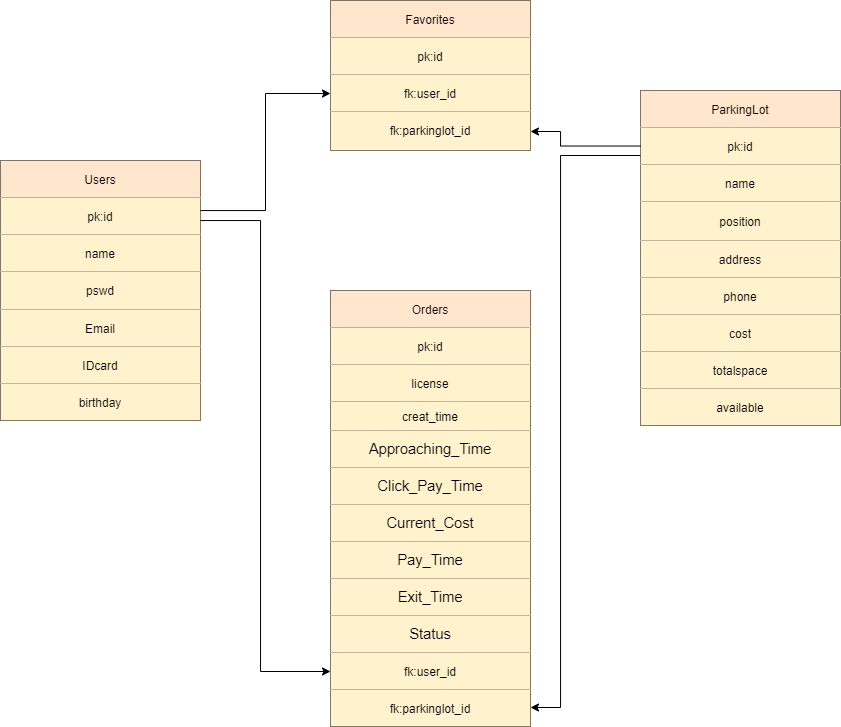 Favorites
pk:id
fk:user_id
fk:parkinglot_id
Users
pk:id
name
pswd
Email
IDcard
birthday
Orders
pk:id
license
creat_time
Approaching_Time
Click_Pay_Time
Current_Cost
Pay_Time
Exit_Time
Status
fk:user_id
fk:parkinglot_id
ParkingLot
pk:id
name
position
address
phone
cost
totalspace
available